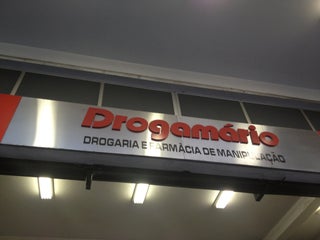 Drogamário
DROGARIA E FARMÁCIA DE MANIPULAÇÃO